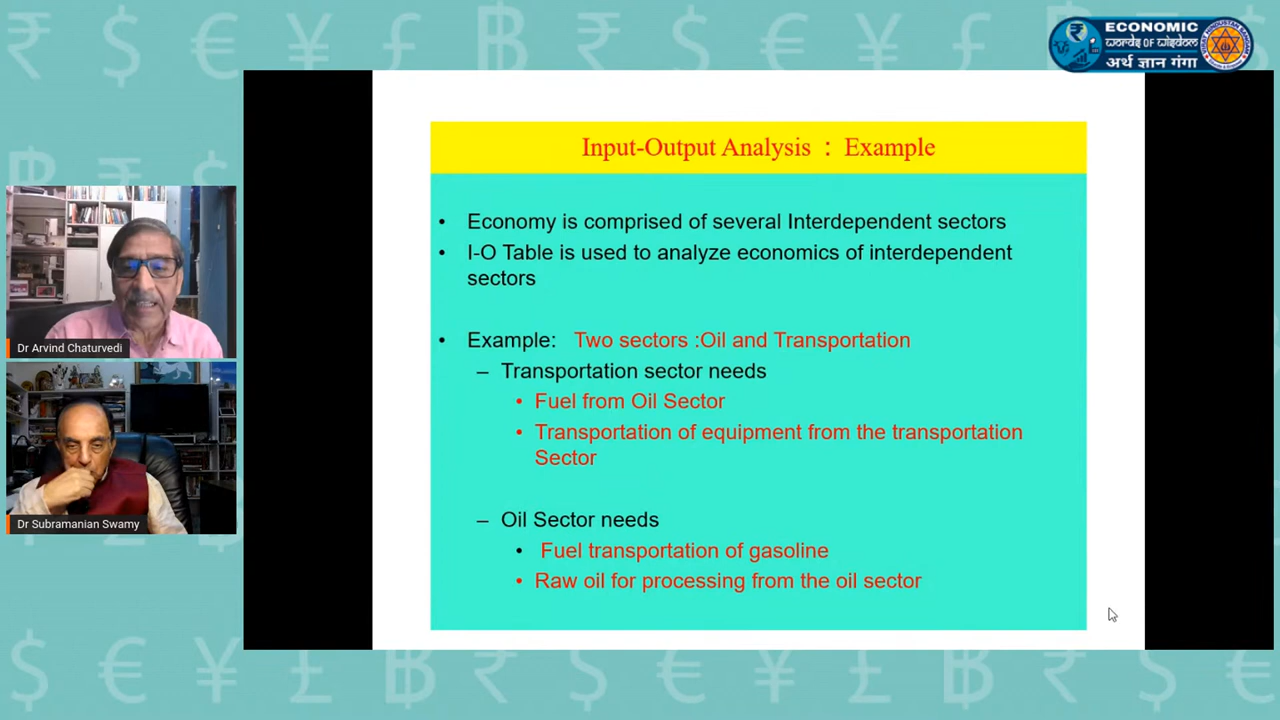 ECONOMIC
WORDS OF WISDOM
अर्थ ज्ञान गंगा
Input-Output Analysis : Example
• Economy is comprised of several Interdependent sectors
• I-O Table is used to analyze economics of interdependent
sectors
• Example: Two sectors :Oil and Transportation
– Transportation sector needs
• Fuel from Oil Sector
• Transportation of equipment from the transportation
Sector
– Oil Sector needs
• Fuel transportation of gasoline
• Raw oil for processing from the oil sector
Dr Arvind Chaturvedi
Dr Subramanian Swamy